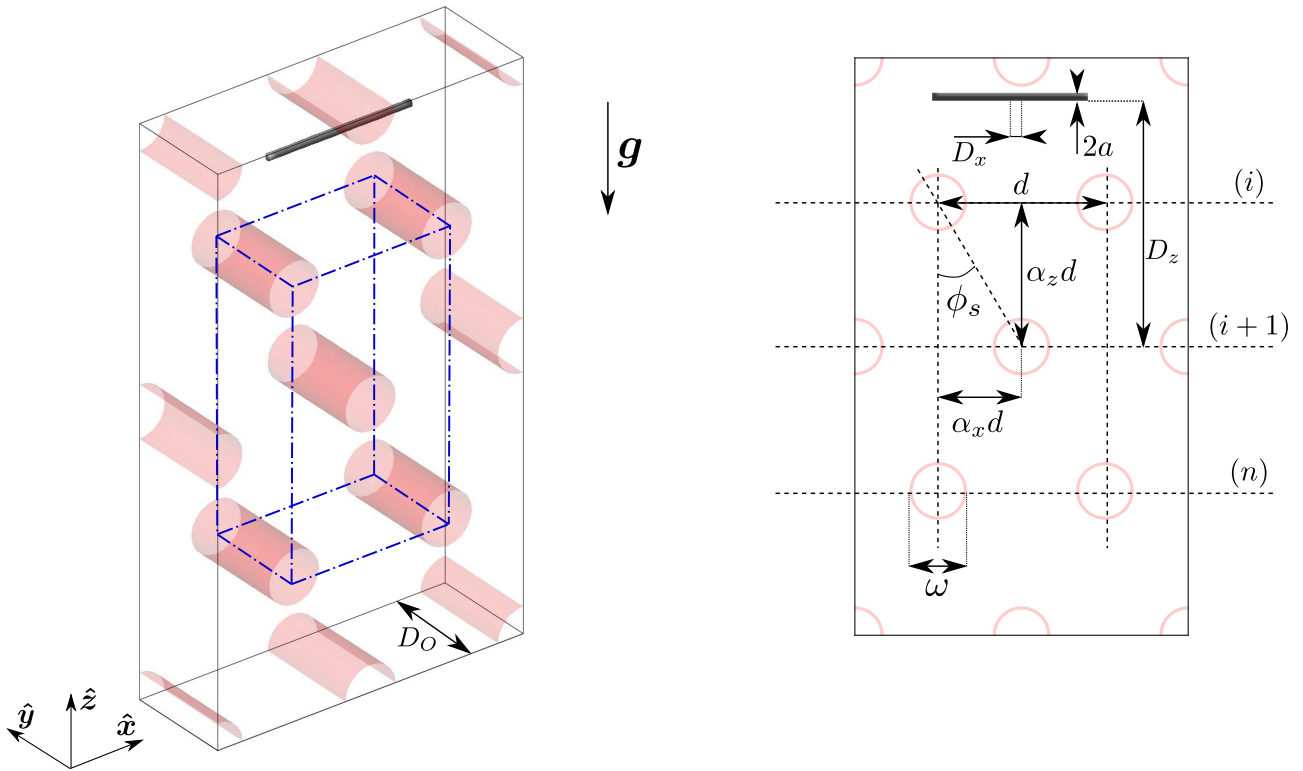 g
D_O
ŷ
ẑ
x̂
D_x
2a
d
(i)
α_z d
D_z
ϕ_s
(i + 1)
α_x d
(n)
ω